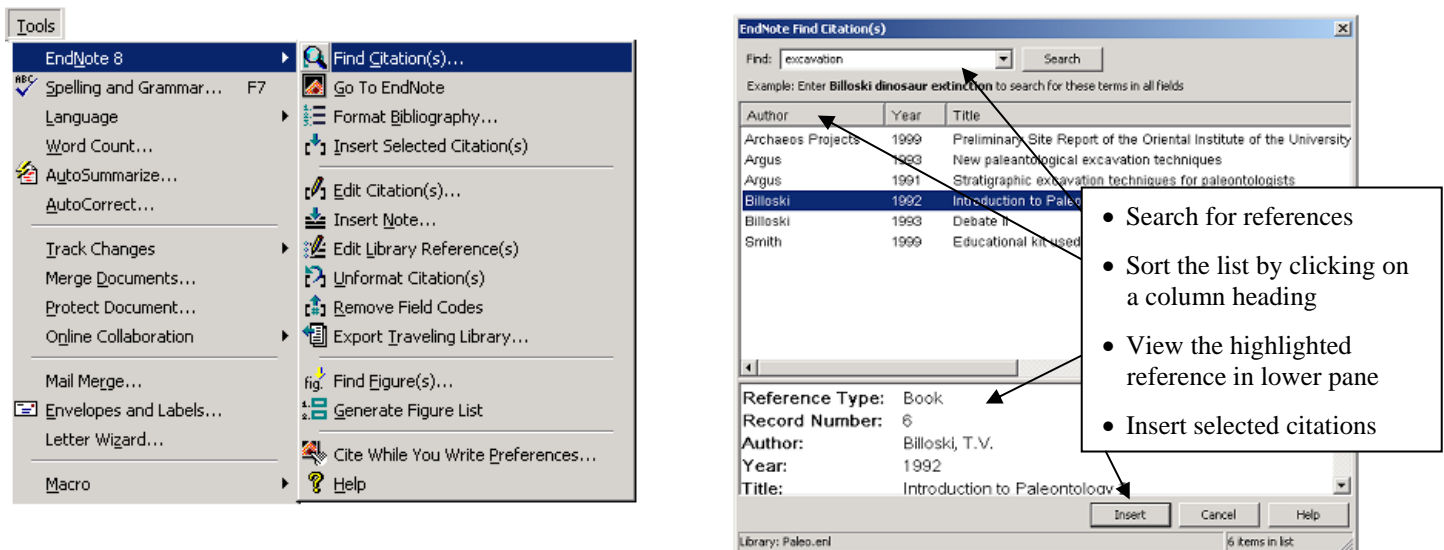 Tools
EndNote 8
Spelling and Grammar... F7
Language
Word Count...
AutoSummarize...
AutoCorrect...
Track Changes
Merge Documents...
Protect Document...
Online Collaboration
Mail Merge...
Envelopes and Labels...
Letter Wizard...
Macro
Find Citation(s)...
Go To EndNote
Format Bibliography...
Insert Selected Citation(s)
Edit Citation(s)...
Insert Note...
Edit Library Reference(s)
Unformat Citation(s)
Remove Field Codes
Export Traveling Library...
fig. Find Figure(s)...
Generate Figure List
Cite While You Write Preferences...
Help
EndNote Find Citation(s)
Find: excavation Search
Example: Enter Billoski dinosaur extinction to search for these terms in all fields
Author Year Title
Archaeos Projects 1999 Preliminary Site Report of the Oriental Institute of the University
Argus 1993 New paleantological excavation techniques
Argus 1991 Stratigraphic excavation techniques for paleontologists
Billoski 1992 Introduction to Paleo
Billoski 1993 Debate II
Smith 1999 Educational kit used
• Search for references
• Sort the list by clicking on
a column heading
• View the highlighted
reference in lower pane
• Insert selected citations
Reference Type: Book
Record Number: 6
Author: Billoski, T.V.
Year: 1992
Title: Introduction to Paleontology
Insert Cancel Help
Library: Paleo.enl 6 items in list